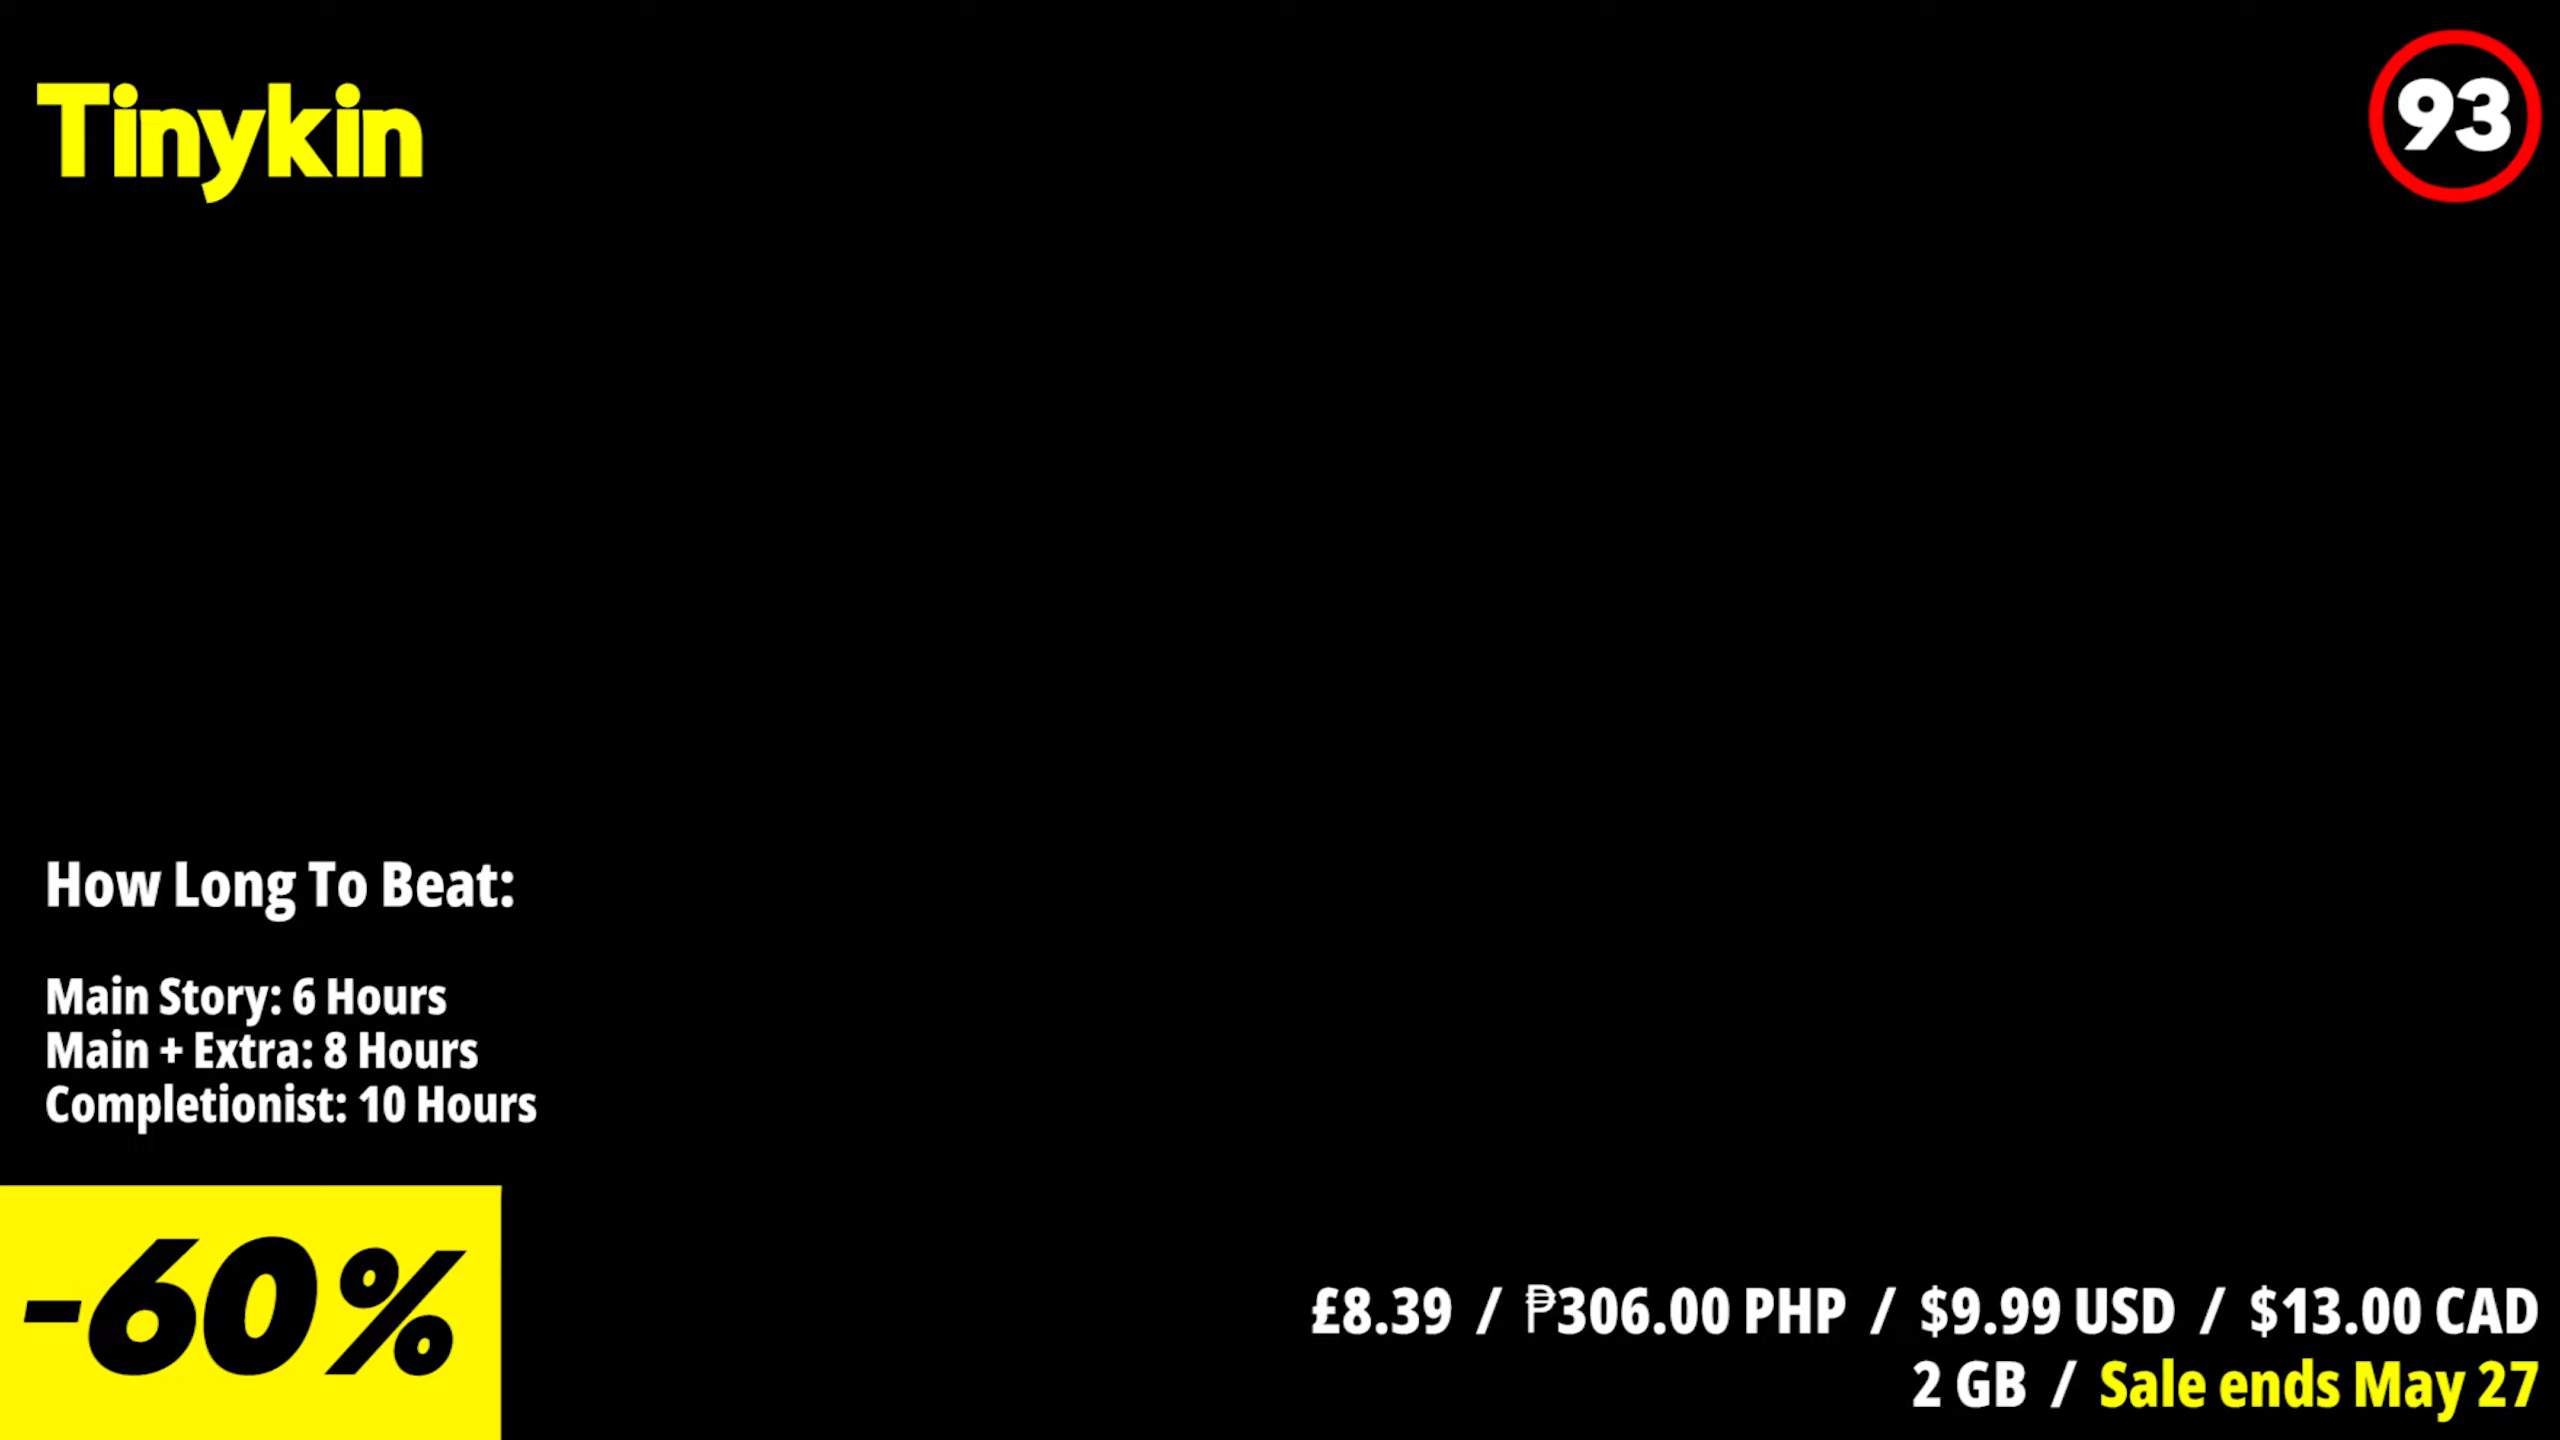 Tinykin
93
How Long To Beat:
Main Story: 6 Hours
Main + Extra: 8 Hours
Completionist: 10 Hours
-60%
£8.39 / ₱306.00 PHP / $9.99 USD / $13.00 CAD
2 GB / Sale ends May 27